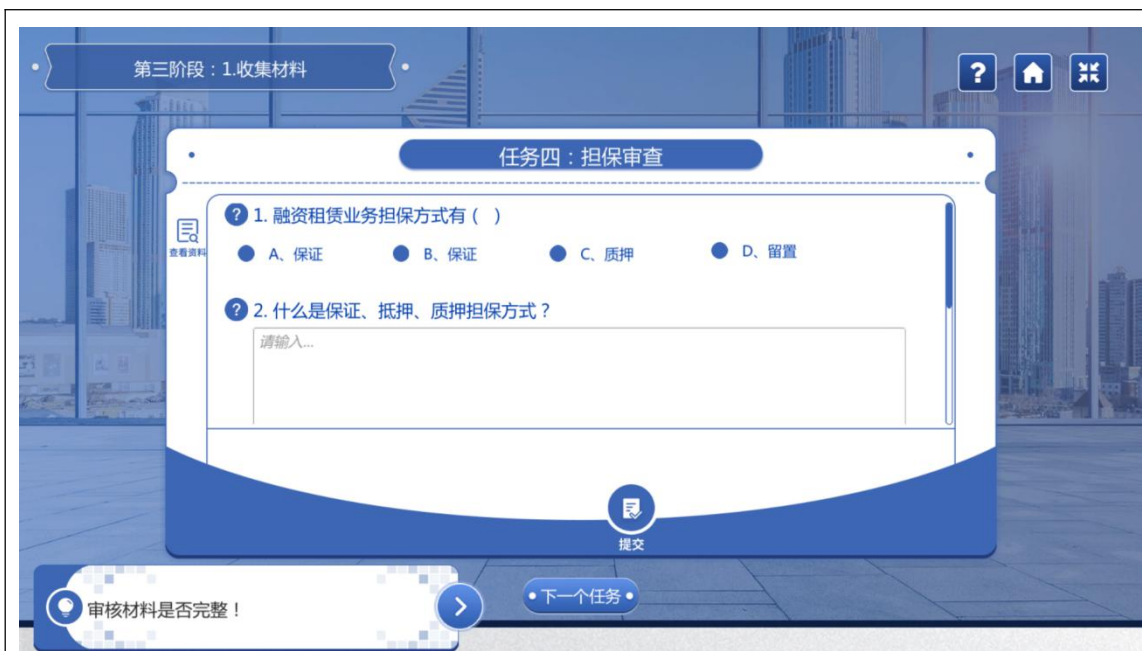 第三阶段：1.收集材料
?
任务四：担保审查
查看资料
? 1. 融资租赁业务担保方式有（ ）
A、保证 B、保证 C、质押 D、留置
? 2. 什么是保证、抵押、质押担保方式？
请输入...
提交
审核材料是否完整！
下一个任务